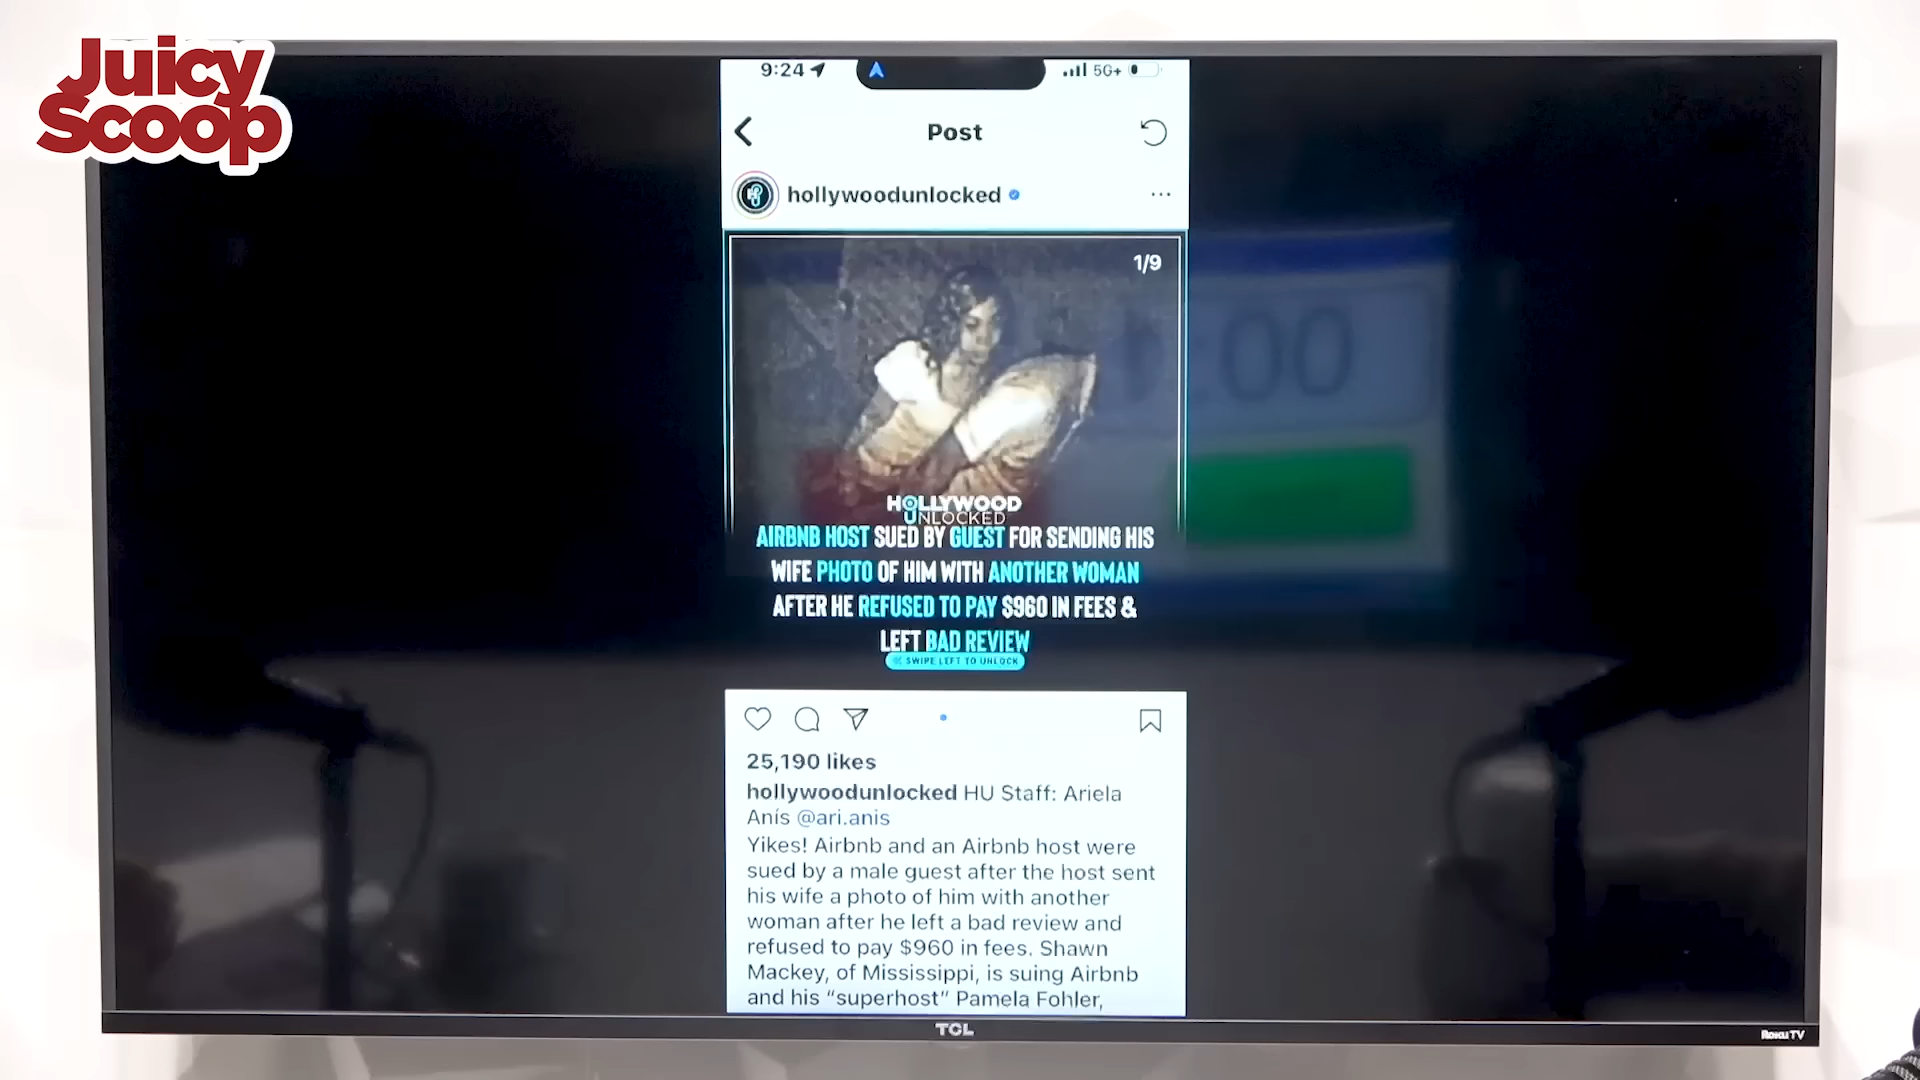 Juicy
Scoop
9:24
5G+
Post
hollywoodunlocked
1/9
:00
HOLLYWOOD
UNLOCKED
AIRBNB HOST SUED BY GUEST FOR SENDING HIS
WIFE PHOTO OF HIM WITH ANOTHER WOMAN
AFTER HE REFUSED TO PAY $960 IN FEES &
LEFT BAD REVIEW
SWIPE LEFT TO UNLOCK
25,190 likes
hollywoodunlocked HU Staff: Ariela
Anís @ari.anis
Yikes! Airbnb and an Airbnb host were
sued by a male guest after the host sent
his wife a photo of him with another
woman after he left a bad review and
refused to pay $960 in fees. Shawn
Mackey, of Mississippi, is suing Airbnb
and his “superhost” Pamela Fohler,
TCL
Roku TV